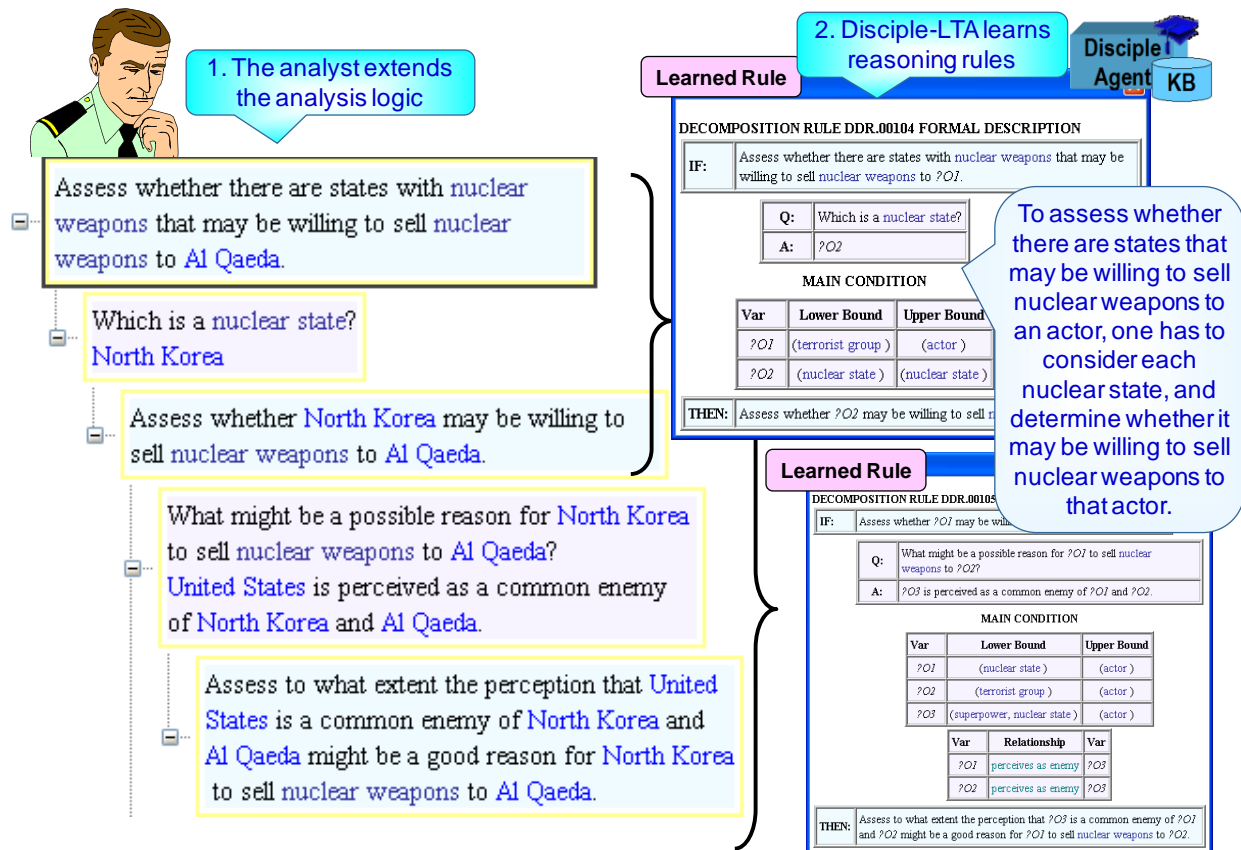 1. The analyst extends
the analysis logic
2. Disciple-LTA learns
reasoning rules
Disciple
Agent
KB
Assess whether there are states with nuclear
weapons that may be willing to sell nuclear
weapons to Al Qaeda.
Which is a nuclear state?
North Korea
Assess whether North Korea may be willing to
sell nuclear weapons to Al Qaeda.
What might be a possible reason for North Korea
to sell nuclear weapons to Al Qaeda?
United States is perceived as a common enemy
of North Korea and Al Qaeda.
Assess to what extent the perception that United
States is a common enemy of North Korea and
Al Qaeda might be a good reason for North Korea
to sell nuclear weapons to Al Qaeda.
Learned Rule
DECOMPOSITION RULE DDR.00104 FORMAL DESCRIPTION
IF: Assess whether there are states with nuclear weapons that may be
willing to sell nuclear weapons to ?O1.
Q: Which is a nuclear state?
A: ?O2
MAIN CONDITION
Var Lower Bound Upper Bound
?O1 (terrorist group ) (actor )
?O2 (nuclear state ) (nuclear state )
THEN: Assess whether ?O2 may be willing to sell
To assess whether
there are states that
may be willing to sell
nuclear weapons to
an actor, one has to
consider each
nuclear state, and
determine whether it
may be willing to sell
nuclear weapons to
that actor.
Learned Rule
DECOMPOSITION RULE DDR.00105
IF: Assess whether ?O1 may be
Q: What might be a possible reason for ?O1 to sell nuclear
weapons to ?O2?
A: ?O3 is perceived as a common enemy of ?O1 and ?O2.
MAIN CONDITION
Var Lower Bound Upper Bound
?O1 (nuclear state ) (actor )
?O2 (terrorist group ) (actor )
?O3 (superpower, nuclear state ) (actor )
Var Relationship Var
?O1 perceives as enemy ?O3
?O2 perceives as enemy ?O3
THEN: Assess to what extent the perception that ?O3 is a common enemy of ?O1
and ?O2 might be a good reason for ?O1 to sell nuclear weapons to ?O2.